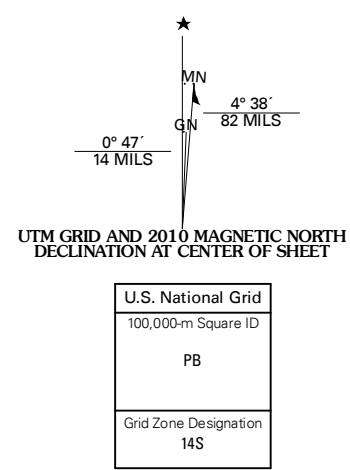 MN
4° 38´
82 MILS
GN
0° 47´
14 MILS
UTM GRID AND 2010 MAGNETIC NORTH
DECLINATION AT CENTER OF SHEET
U.S. National Grid
100,000-m Square ID
PB
Grid Zone Designation
14S